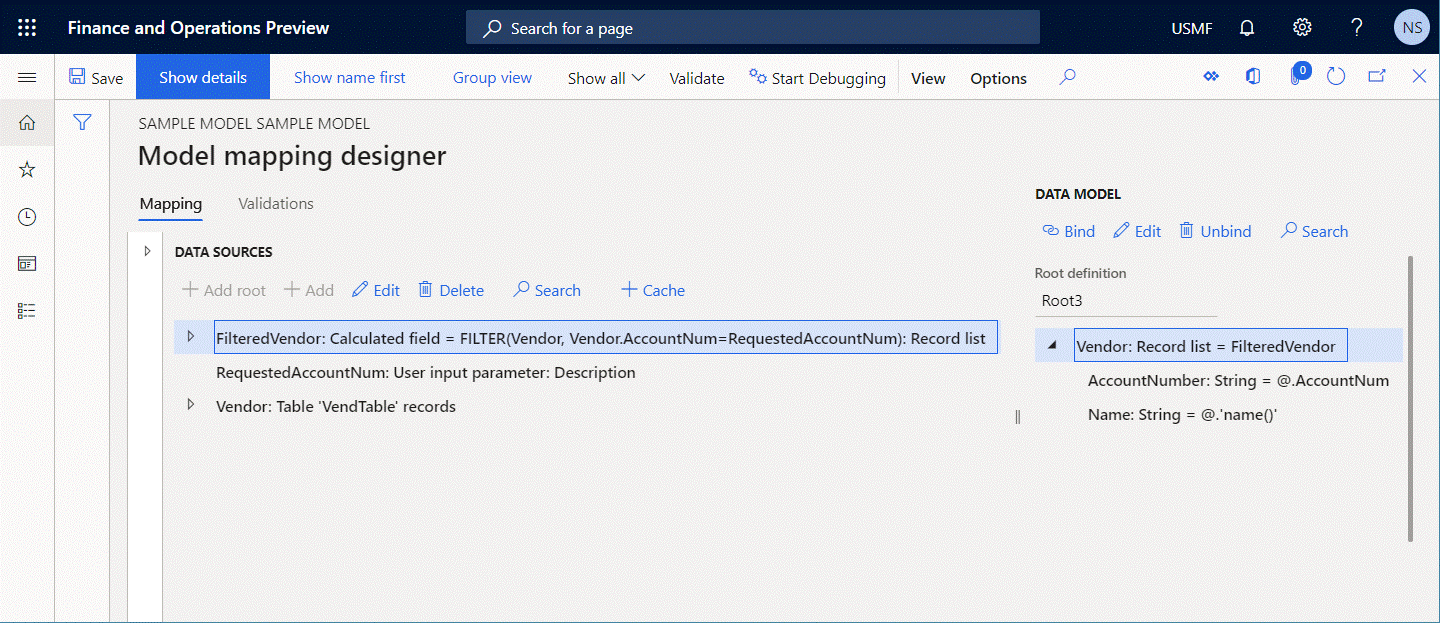 Finance and Operations Preview
Search for a page
USMF
NS
Save
Show details
Show name first
Group view
Show all
Validate
Start Debugging
View
Options
0
SAMPLE MODEL SAMPLE MODEL
Model mapping designer
Mapping
Validations
DATA SOURCES
Add root
Add
Edit
Delete
Search
Cache
FilteredVendor: Calculated field = FILTER(Vendor, Vendor.AccountNum=RequestedAccountNum): Record list
RequestedAccountNum: User input parameter: Description
Vendor: Table 'VendTable' records
DATA MODEL
Bind
Edit
Unbind
Search
Root definition
Root3
Vendor: Record list = FilteredVendor
AccountNumber: String = @.AccountNum
Name: String = @.'name()'